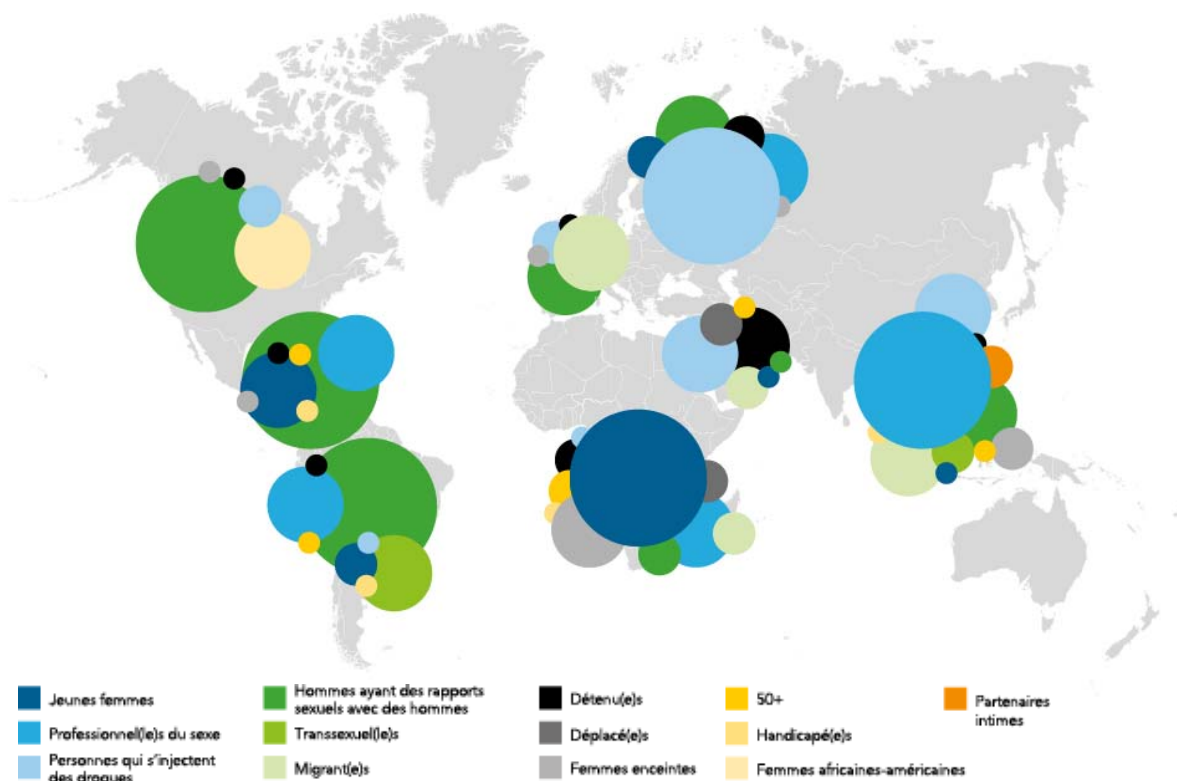 Jeunes femmes
Professionnel(le)s du sexe
Personnes qui s'injectent
des drogues
Hommes ayant des rapports
sexuels avec des hommes
Transsexuel(le)s
Migrant(e)s
Détenu(e)s
Déplacé(e)s
Femmes enceintes
50+
Handicapé(e)s
Femmes africaines-américaines
Partenaires
intimes